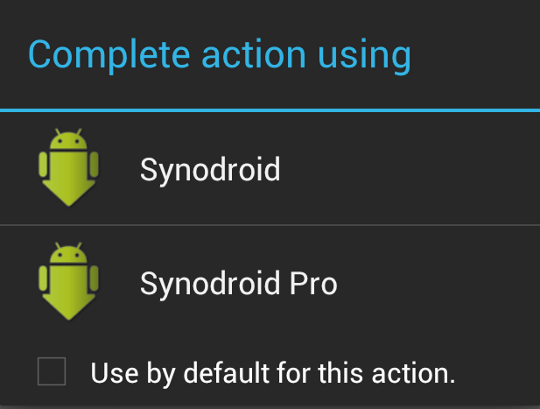 Complete action using
Synodroid
Synodroid Pro
Use by default for this action.